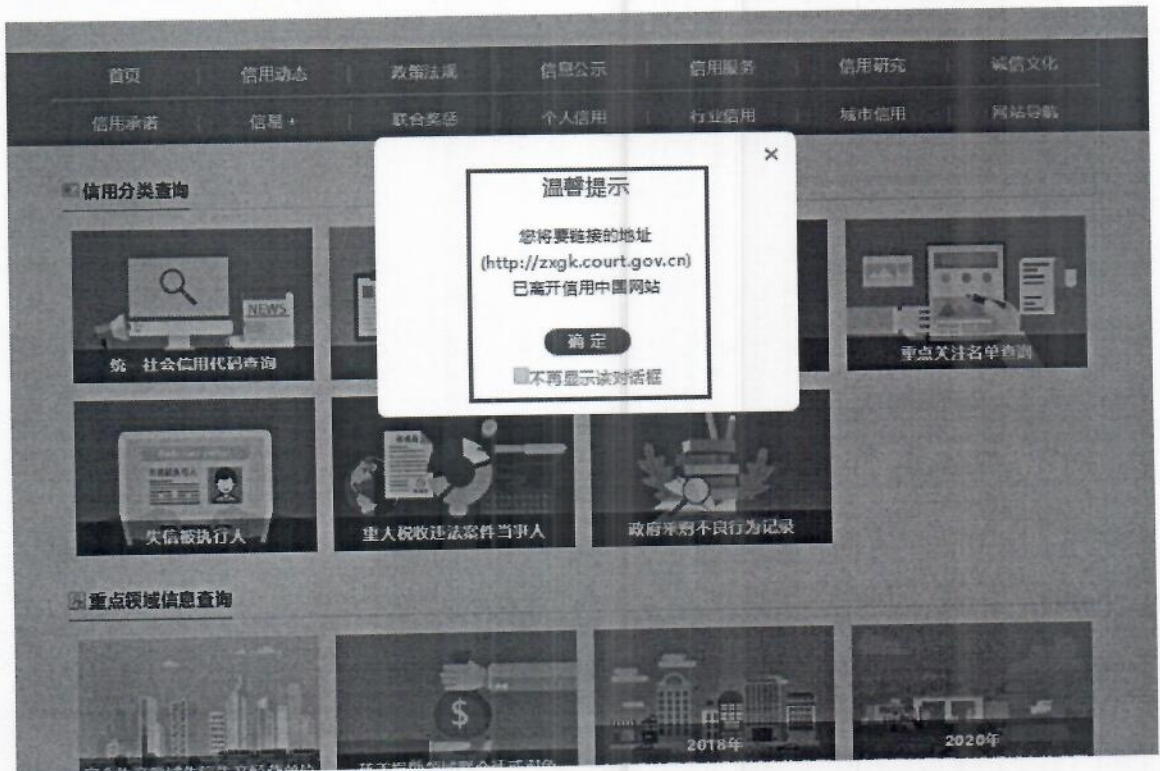 首页 信用动态 政策法规 信息公示 信用服务 信用研究 诚信文化
信用承诺 信易+ 联合奖惩 个人信用 行业信用 城市信用 网站导航
×
温馨提示
您将要链接的地址
(http://zxgk.court.gov.cn)
已离开信用中国网站
确定
不再显示该对话框
信用分类查询
NEWS
统一社会信用代码查询
重点关注名单查询
失信被执行人
重大税收违法案件当事人
政府采购不良行为记录
重点领域信息查询
$
2018年
2020年